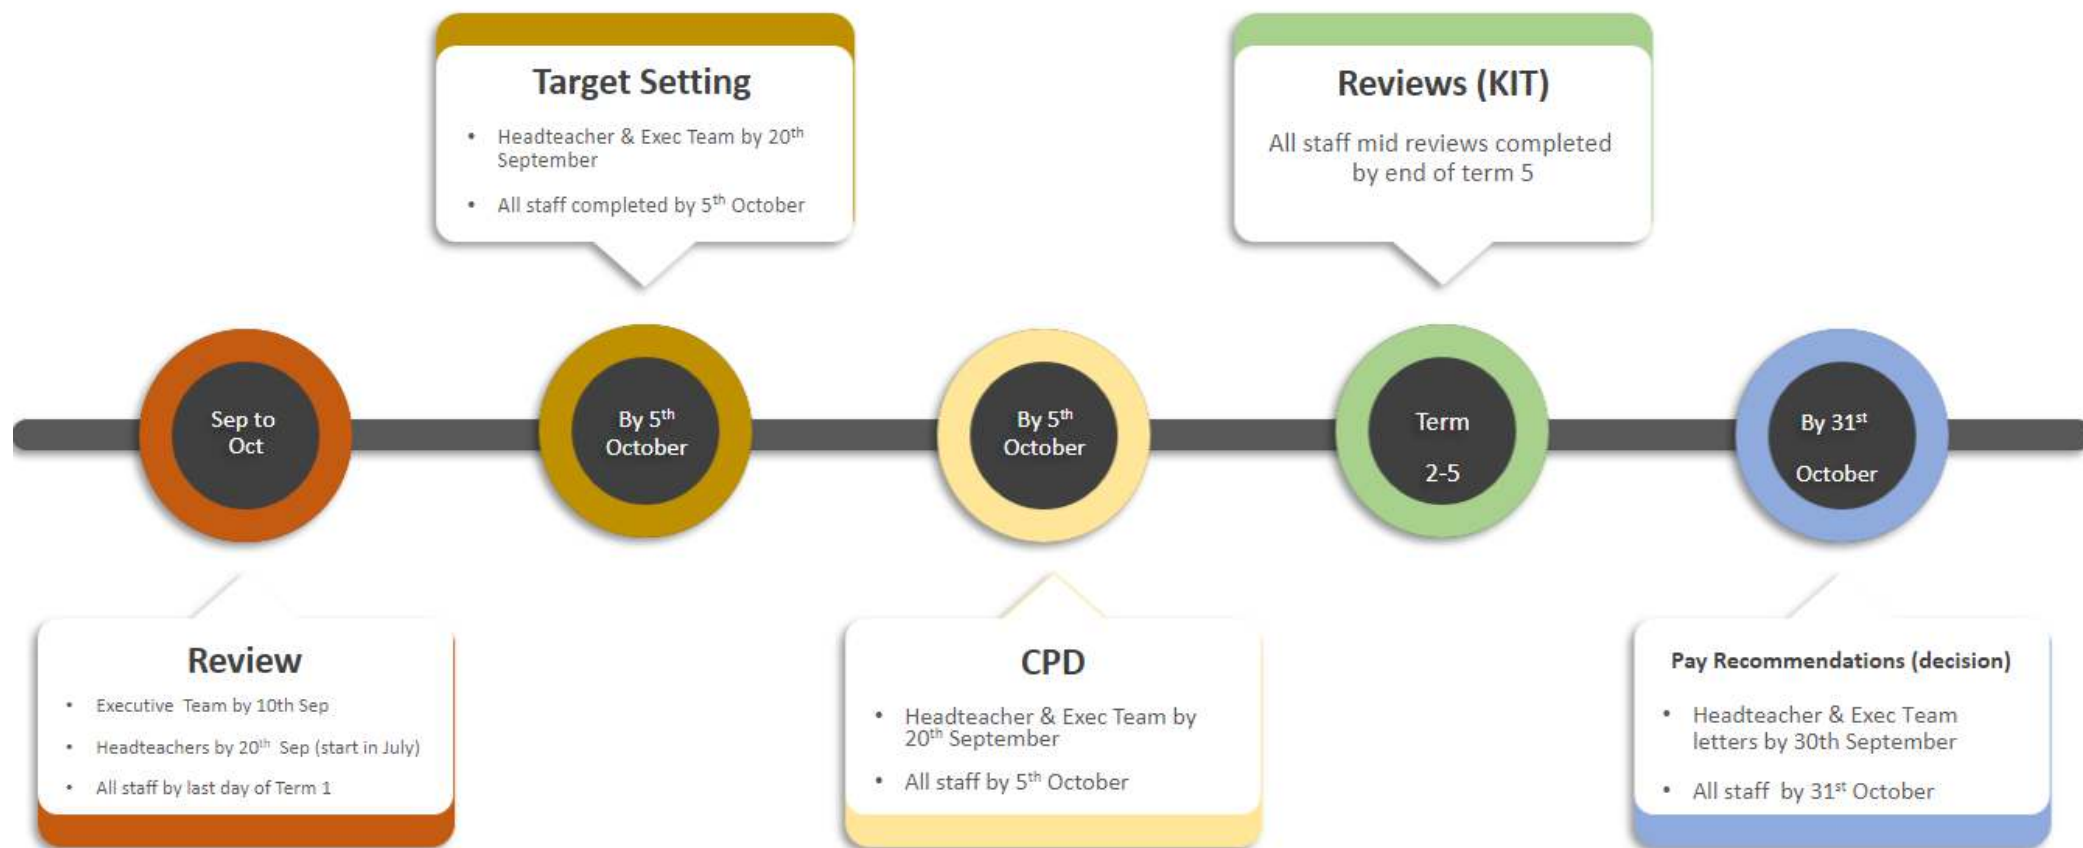 Target Setting
• Headteacher & Exec Team by 20th
September
• All staff completed by 5th October
Reviews (KIT)
All staff mid reviews completed
by end of term 5
Sep to
Oct
By 5th
October
By 5th
October
Term
2-5
By 31st
October
Review
• Executive Team by 10th Sep
• Headteachers by 20th Sep (start in July)
• All staff by last day of Term 1
CPD
• Headteacher & Exec Team by
20th September
• All staff by 5th October
Pay Recommendations (decision)
• Headteacher & Exec Team
letters by 30th September
• All staff by 31st October